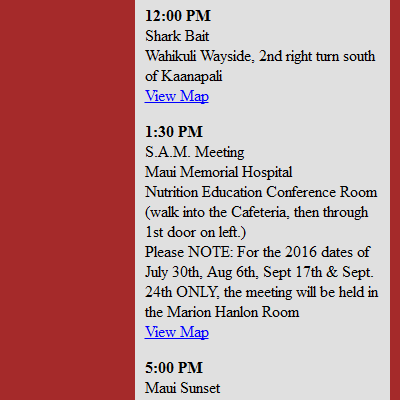 12:00 PM
Shark Bait
Wahikuli Wayside, 2nd right turn south
of Kaanapali
View Map
1:30 PM
S.A.M. Meeting
Maui Memorial Hospital
Nutrition Education Conference Room
(walk into the Cafeteria, then through
1st door on left.)
Please NOTE: For the 2016 dates of
July 30th, Aug 6th, Sept 17th & Sept.
24th ONLY, the meeting will be held in
the Marion Hanlon Room
View Map
5:00 PM
Maui Sunset